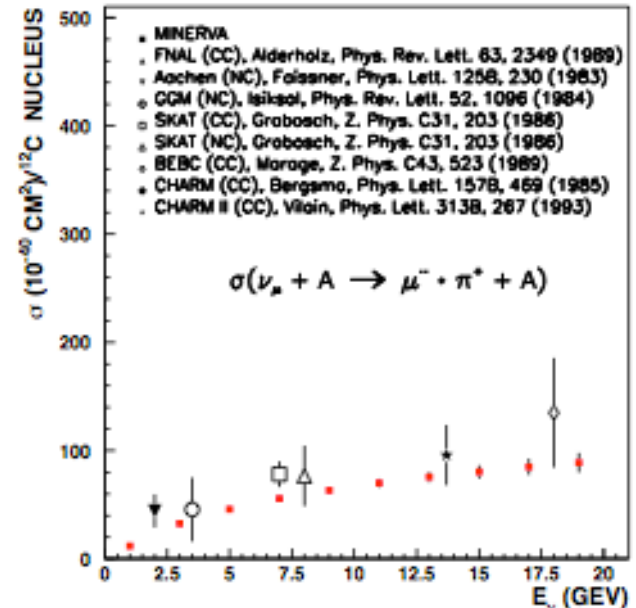 σ (10⁻⁴⁰ CM²)/¹²C NUCLEUS
500
400
300
200
100
0
MINERVA
FNAL (CC), Alderholz, Phys. Rev. Lett. 63, 2349 (1989)
Aachen (NC), Faissner, Phys. Lett. 125B, 230 (1983)
GGM (NC), Isiksal, Phys. Rev. Lett. 52, 1096 (1984)
SKAT (CC), Grabosch, Z. Phys. C31, 203 (1986)
SKAT (NC), Grabosch, Z. Phys. C31, 203 (1986)
BEBC (CC), Marage, Z. Phys. C43, 523 (1989)
CHARM (CC), Bergsma, Phys. Lett. 157B, 469 (1985)
CHARM II (CC), Vilain, Phys. Lett. 313B, 267 (1993)
σ(ν_μ + A → μ⁻ · π⁺ + A)
0 2.5 5 7.5 10 12.5 15 17.5 20
E_ν (GEV)